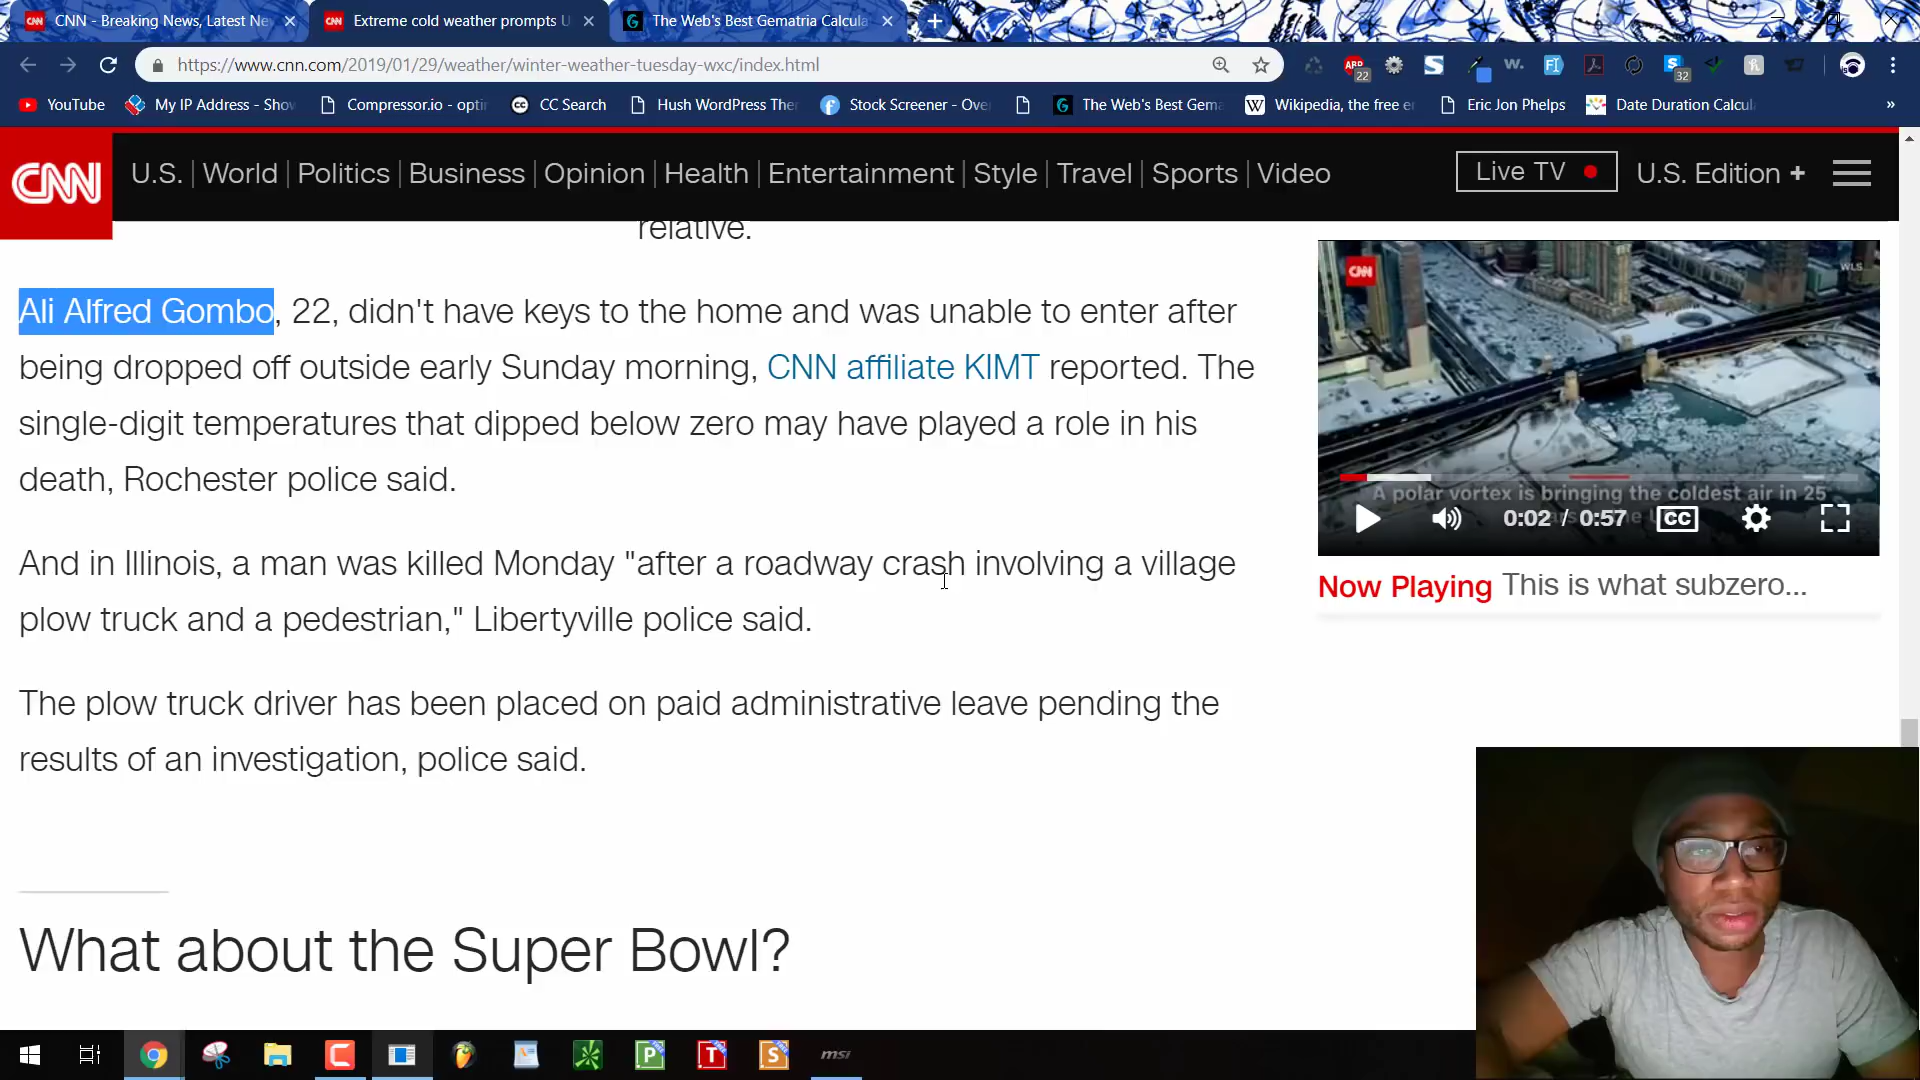 CNN - Breaking News, Latest Ne
Extreme cold weather prompts U
The Web's Best Gematria Calcula
https://www.cnn.com/2019/01/29/weather/winter-weather-tuesday-wxc/index.html
ABP
22
w.
32
YouTube
My IP Address - Show
Compressor.io - opti
CC Search
Hush WordPress The
Stock Screener - Ove
The Web's Best Gema
Wikipedia, the free e
Eric Jon Phelps
Date Duration Calcu
»
CNN
U.S. | World | Politics | Business | Opinion | Health | Entertainment | Style | Travel | Sports | Video
Live TV
U.S. Edition +
relative.
Ali Alfred Gombo, 22, didn't have keys to the home and was unable to enter after
being dropped off outside early Sunday morning, CNN affiliate KIMT reported. The
single-digit temperatures that dipped below zero may have played a role in his
death, Rochester police said.
And in Illinois, a man was killed Monday "after a roadway crash involving a village
plow truck and a pedestrian," Libertyville police said.
The plow truck driver has been placed on paid administrative leave pending the
results of an investigation, police said.
What about the Super Bowl?
CNN
WLS
A polar vortex is bringing the coldest air in 25
0:02 / 0:57
CC
Now Playing This is what subzero...
P
T
S
msi